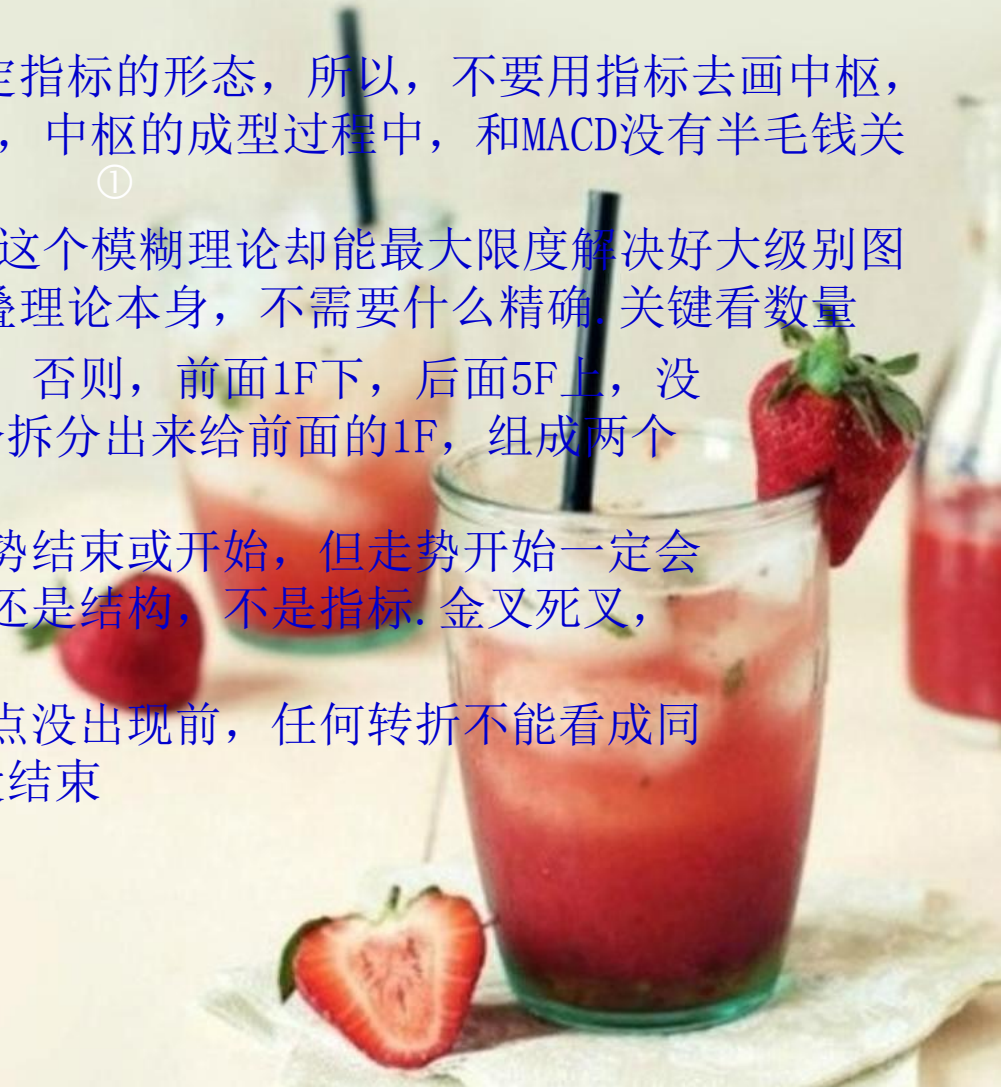 定指标的形态，所以，不要用指标去画中枢，
，中枢的成型过程中，和MACD没有半毛钱关
①
这个模糊理论却能最大限度解决好大级别图
叠理论本身，不需要什么精确.关键看数量
否则，前面1F下，后面5F上，没
拆分出来给前面的1F，组成两个
势结束或开始，但走势开始一定会
还是结构，不是指标.金叉死叉，
点没出现前，任何转折不能看成同
结束